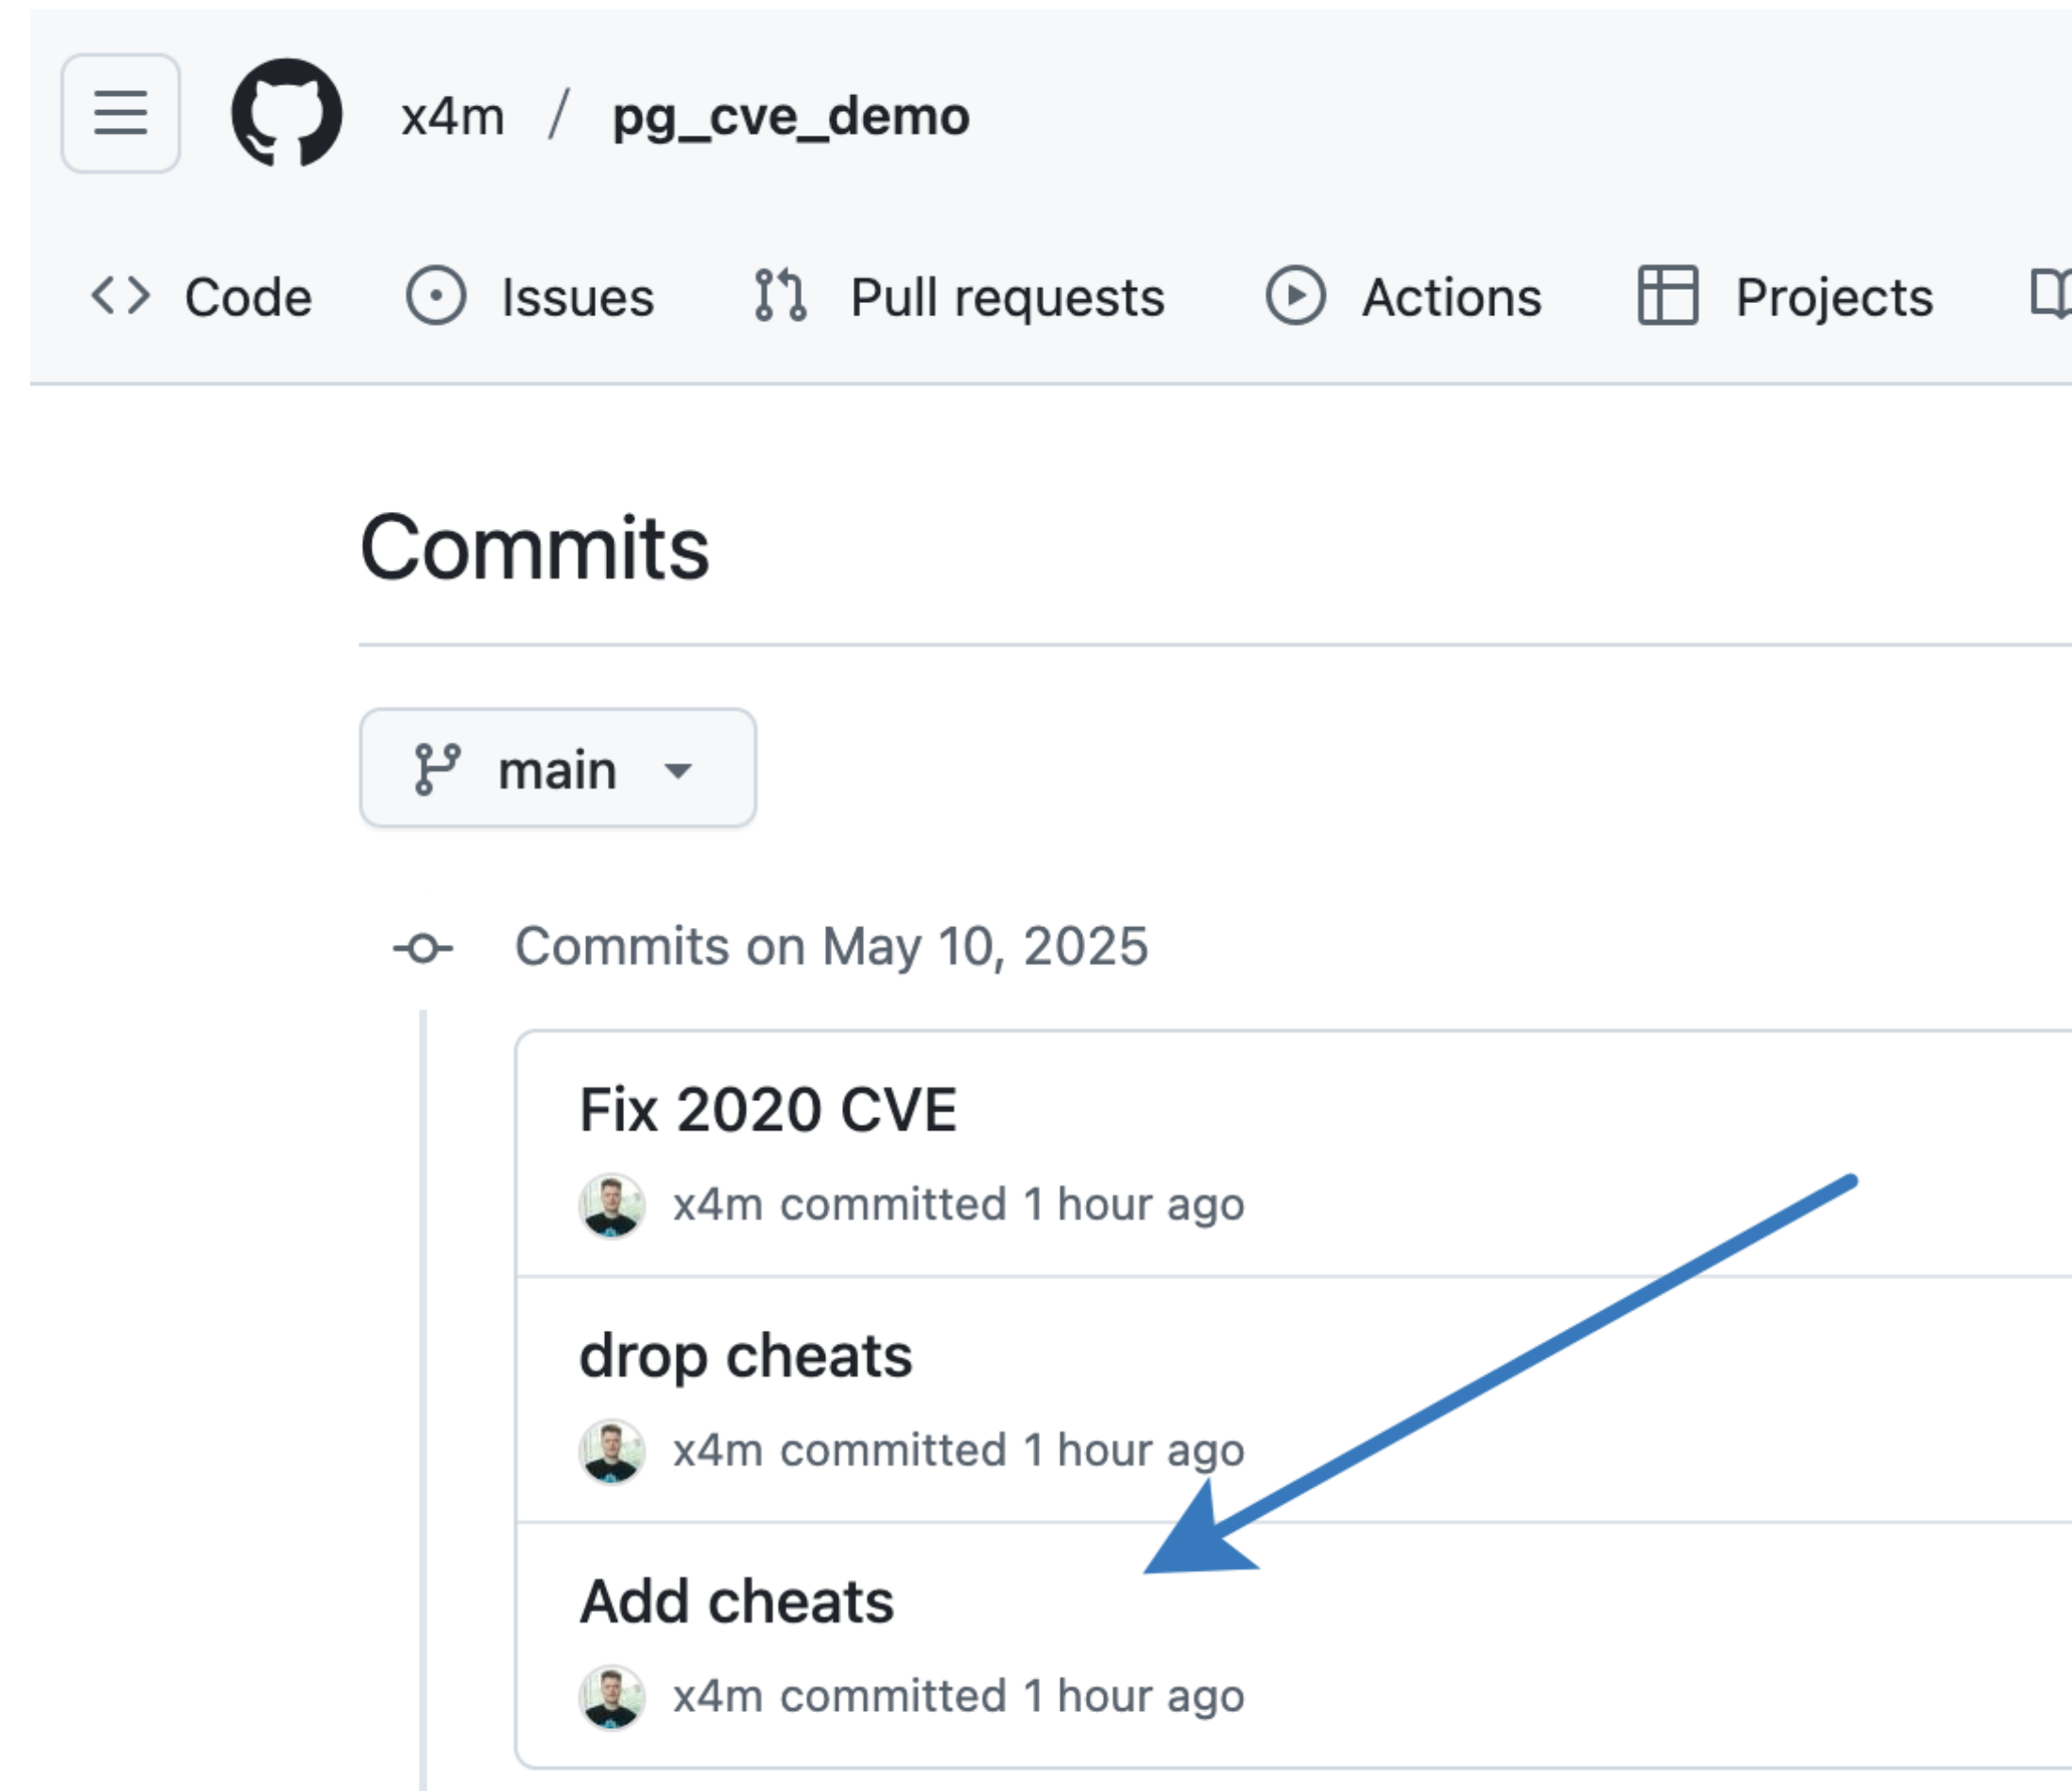 x4m / pg_cve_demo
Code Issues Pull requests Actions Projects
Commits
main
Commits on May 10, 2025
Fix 2020 CVE
x4m committed 1 hour ago
drop cheats
x4m committed 1 hour ago
Add cheats
x4m committed 1 hour ago